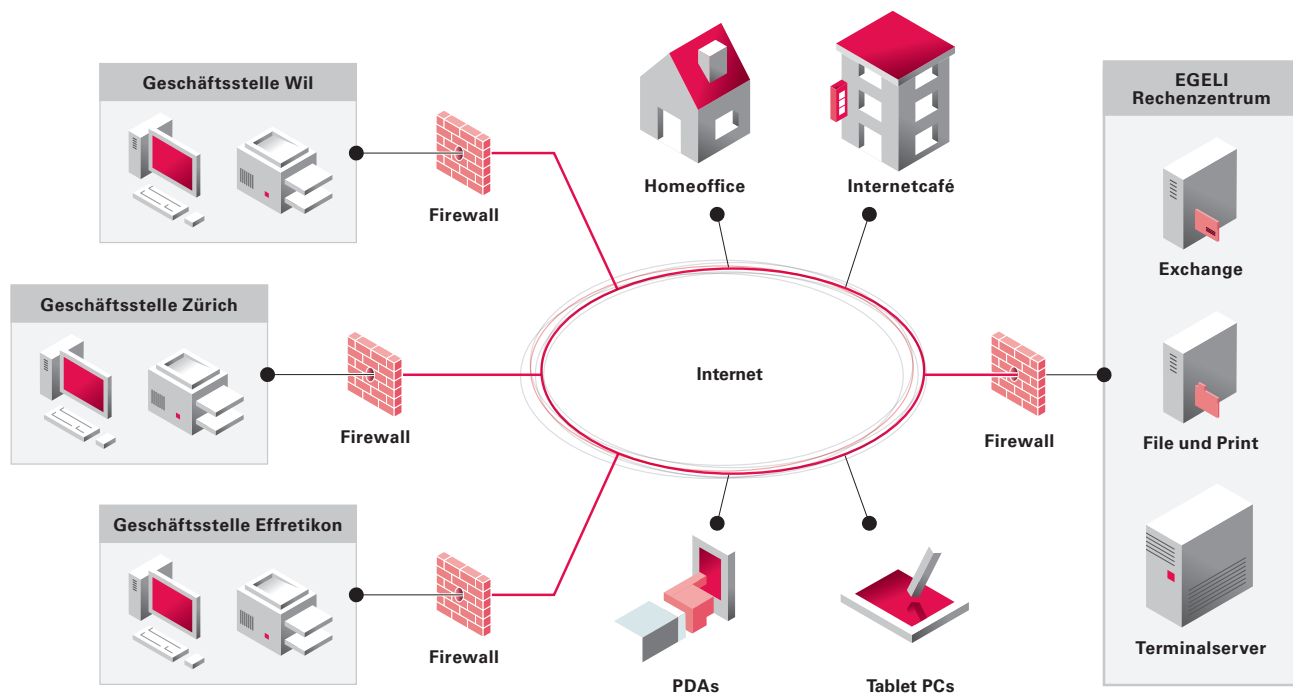 Geschäftsstelle Wil
Firewall
Homeoffice
Internetcafé
EGELI
Rechenzentrum
Exchange
Geschäftsstelle Zürich
Firewall
Internet
Firewall
File und Print
Geschäftsstelle Effretikon
Firewall
PDAs
Tablet PCs
Terminalserver